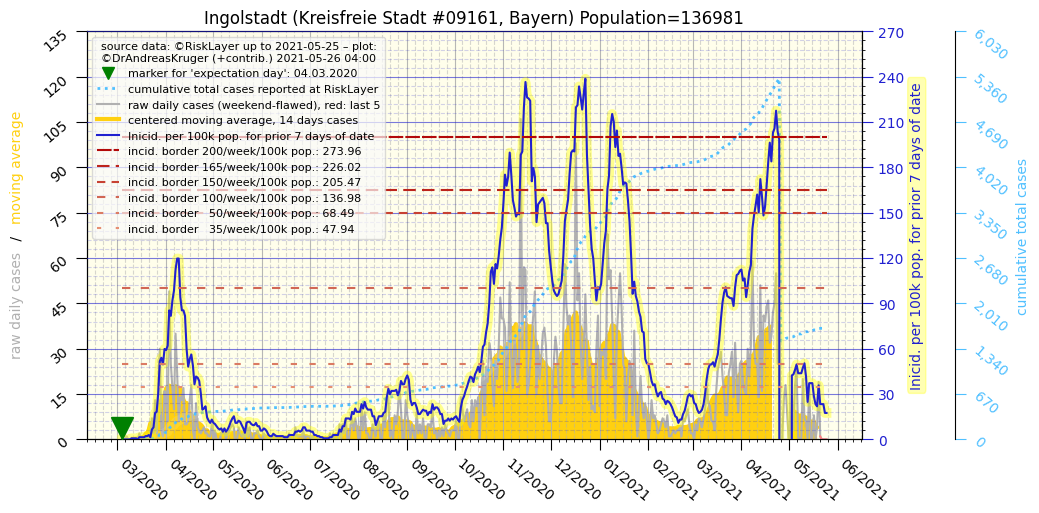 Ingolstadt (Kreisfreie Stadt #09161, Bayern) Population=136981
source data: ©RiskLayer up to 2021-05-25 – plot:
©DrAndreasKruger (+contrib.) 2021-05-26 04:00
marker for 'expectation day': 04.03.2020
cumulative total cases reported at RiskLayer
raw daily cases (weekend-flawed), red: last 5
centered moving average, 14 days cases
Inicid. per 100k pop. for prior 7 days of date
incid. border 200/week/100k pop.: 273.96
incid. border 165/week/100k pop.: 226.02
incid. border 150/week/100k pop.: 205.47
incid. border 100/week/100k pop.: 136.98
incid. border   50/week/100k pop.: 68.49
incid. border   35/week/100k pop.: 47.94
raw daily cases / moving average
135
120
105
90
75
60
45
30
15
0
270
240
210
180
150
120
90
60
30
0
Inicid. per 100k pop. for prior 7 days of date
6,030
5,360
4,690
4,020
3,350
2,680
2,010
1,340
670
0
cumulative total cases
03/2020
04/2020
05/2020
06/2020
07/2020
08/2020
09/2020
10/2020
11/2020
12/2020
01/2021
02/2021
03/2021
04/2021
05/2021
06/2021